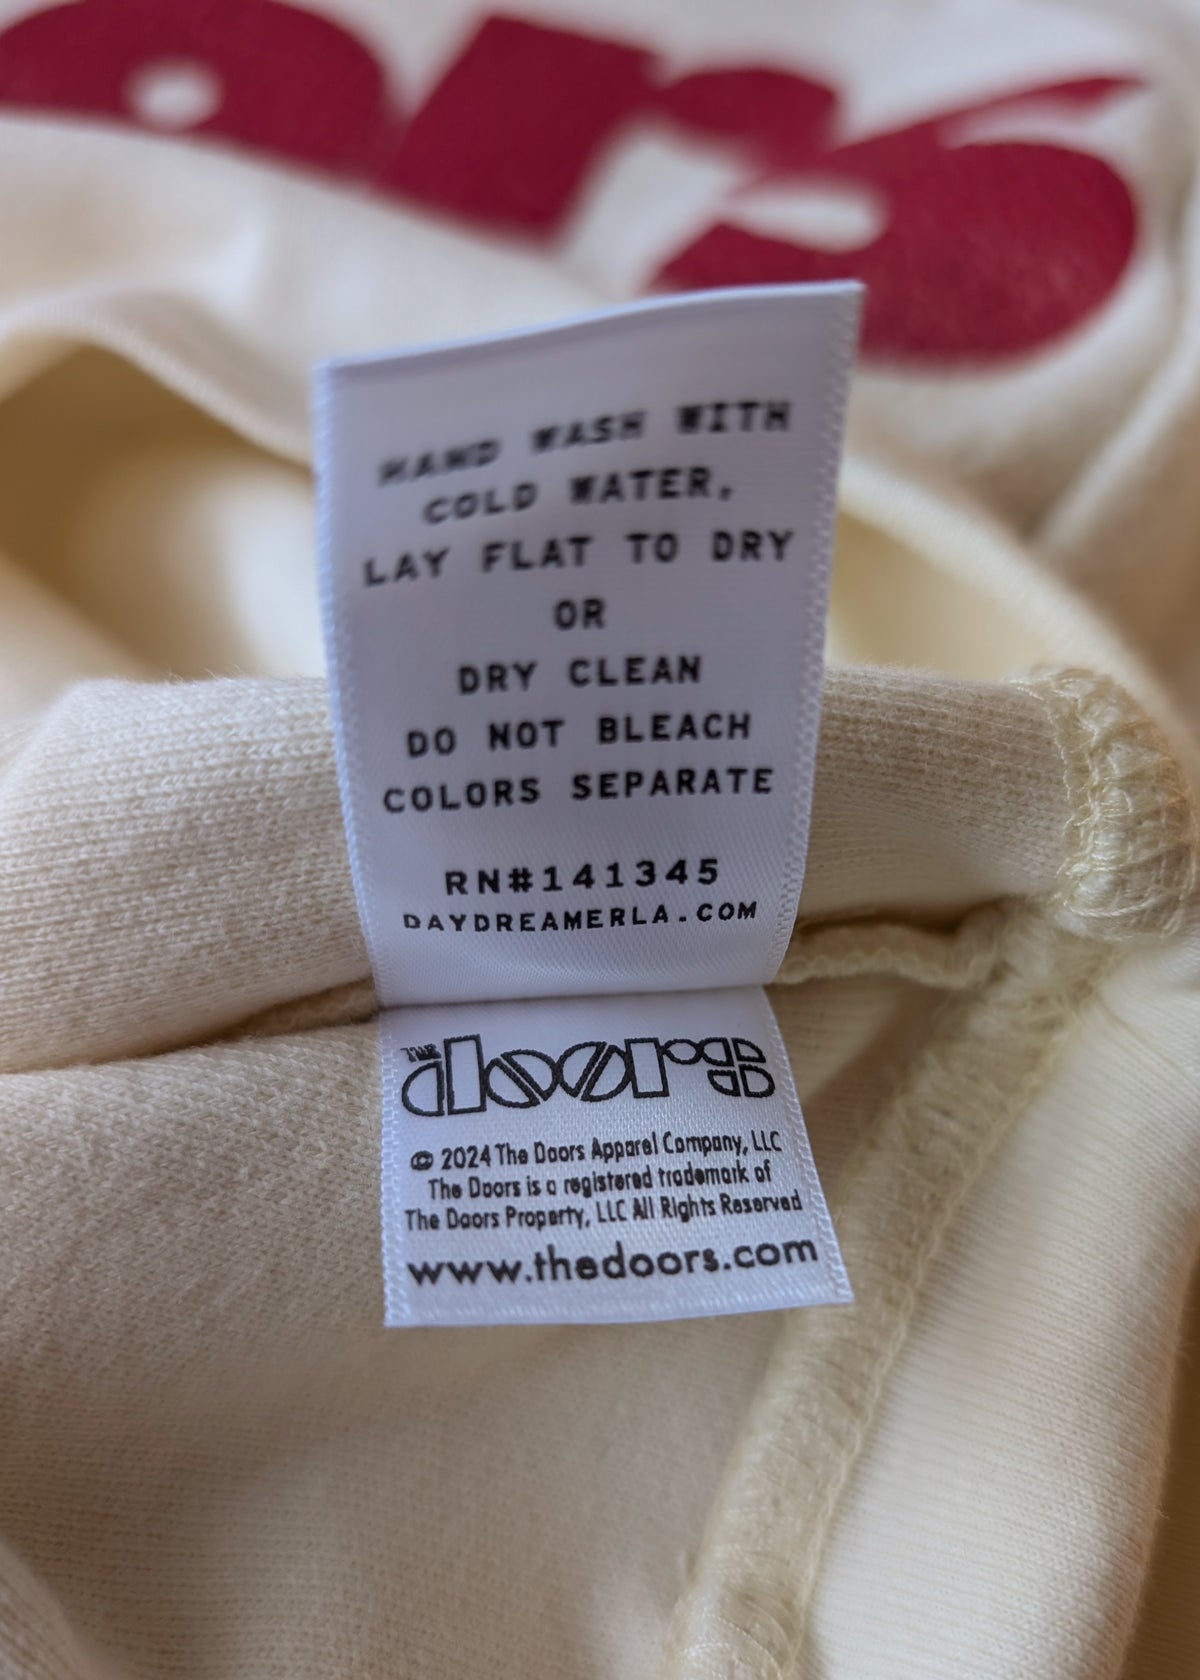 ors
HAND WASH WITH
COLD WATER,
LAY FLAT TO DRY
OR
DRY CLEAN
DO NOT BLEACH
COLORS SEPARATE
RN#141345
DAYDREAMERLA.COM
THE doors
© 2024 The Doors Apparel Company, LLC
The Doors is a registered trademark of
The Doors Property, LLC All Rights Reserved
www.thedoors.com